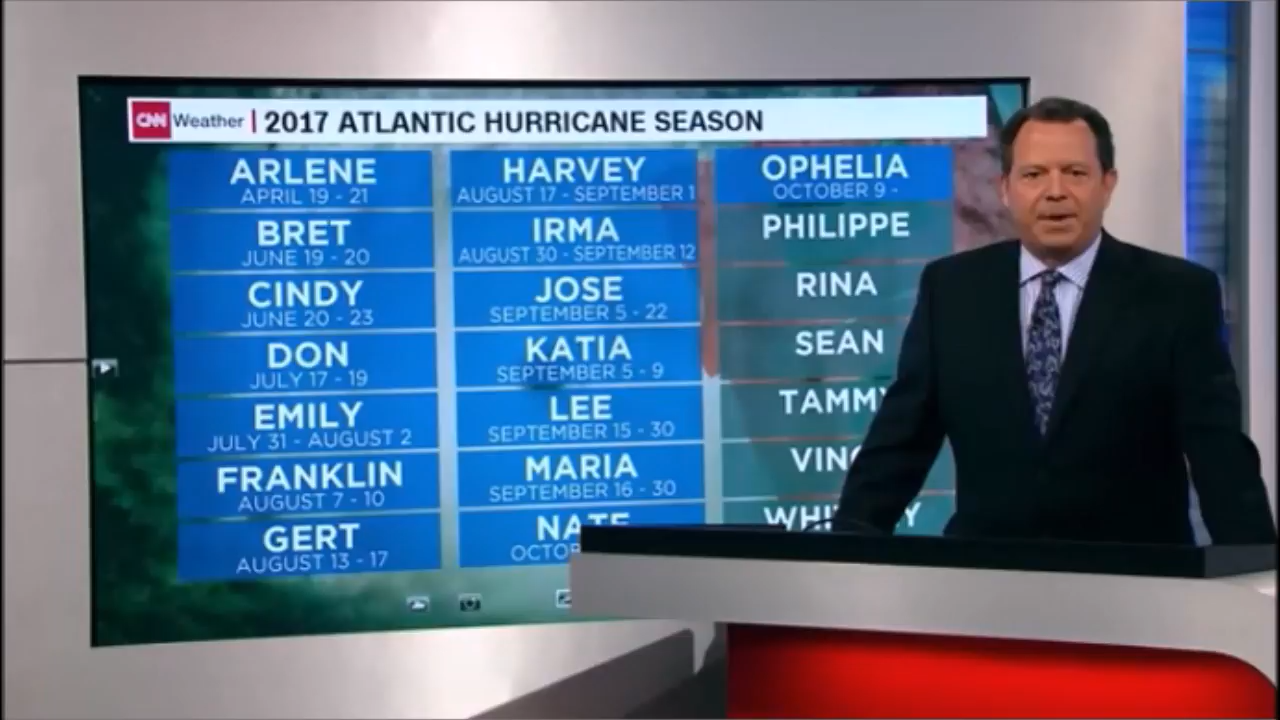 CNN Weather | 2017 ATLANTIC HURRICANE SEASON
ARLENE
APRIL 19 - 21
BRET
JUNE 19 - 20
CINDY
JUNE 20 - 23
DON
JULY 17 - 19
EMILY
JULY 31 - AUGUST 2
FRANKLIN
AUGUST 7 - 10
GERT
AUGUST 13 - 17
HARVEY
AUGUST 17 - SEPTEMBER 1
IRMA
AUGUST 30 - SEPTEMBER 12
JOSE
SEPTEMBER 5 - 22
KATIA
SEPTEMBER 5 - 9
LEE
SEPTEMBER 15 - 30
MARIA
SEPTEMBER 16 - 30
NATE
OPHELIA
OCTOBER 9 -
PHILIPPE
RINA
SEAN
TAMMY